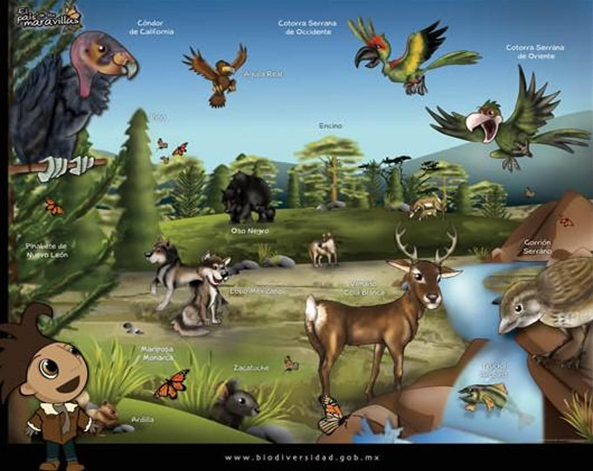 El
país de las
maravillas
Cóndor
de California
Cotorra Serrana
de Occidente
Cotorra Serrana
de Oriente
Águila Real
Encino
Oso Negro
Pinabete de
Nuevo León
Gorrión
Serrano
Lobo Mexicano
Venado
Cola Blanca
Mariposa
Monarca
Zacatuche
Trucha
Ardilla
www.biodiversidad.gob.mx